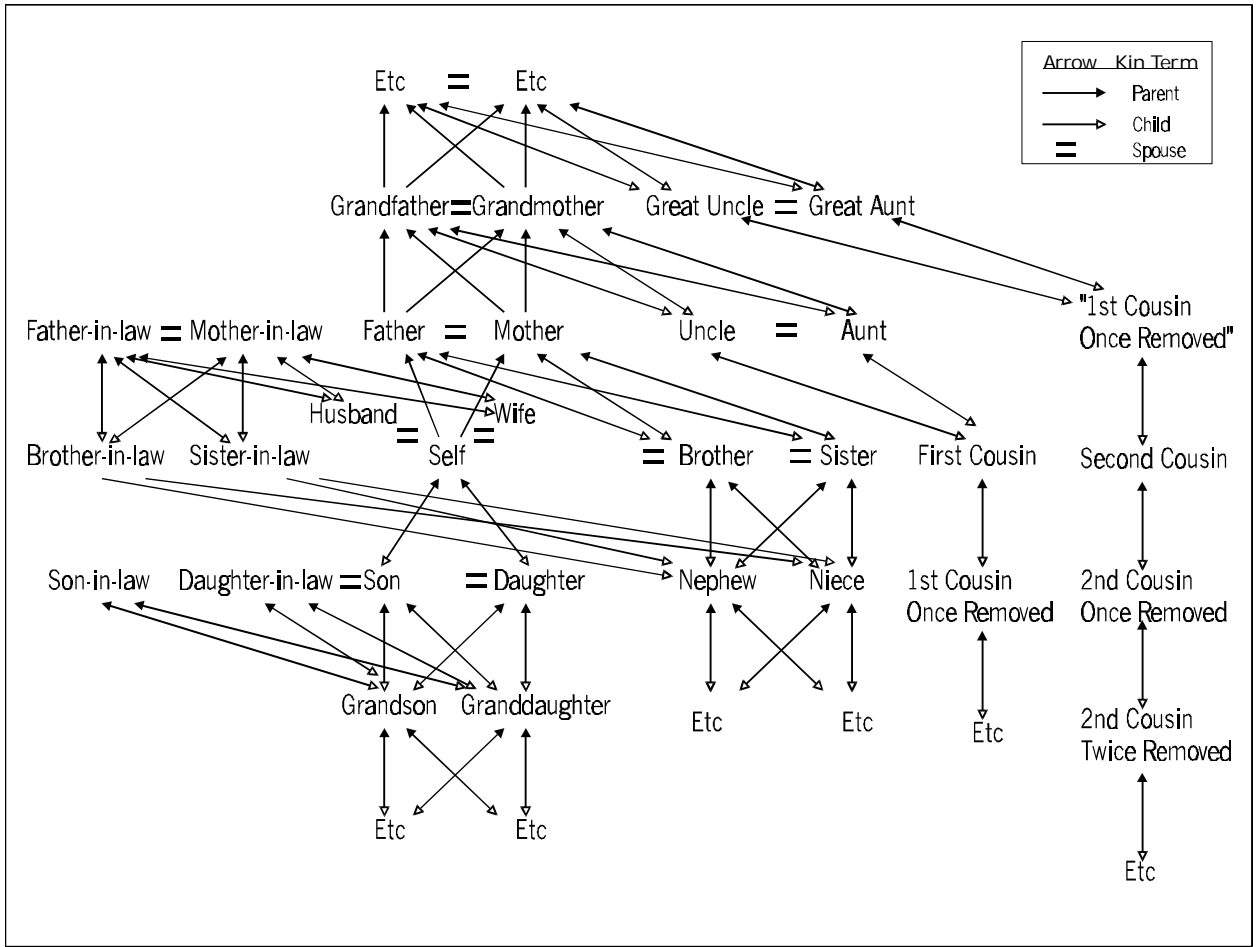 Arrow Kin Term
Parent
Child
= Spouse
Etc = Etc
Grandfather=Grandmother Great Uncle = Great Aunt
"1st Cousin
Once Removed"
Father-in-law = Mother-in-law Father = Mother Uncle = Aunt
Husband Wife
= =
Brother-in-law Sister-in-law Self = Brother = Sister First Cousin Second Cousin
Son-in-law Daughter-in-law =Son = Daughter Nephew Niece 1st Cousin
Once Removed
2nd Cousin
Once Removed
Grandson Granddaughter
Etc Etc Etc
2nd Cousin
Twice Removed
Etc Etc
Etc